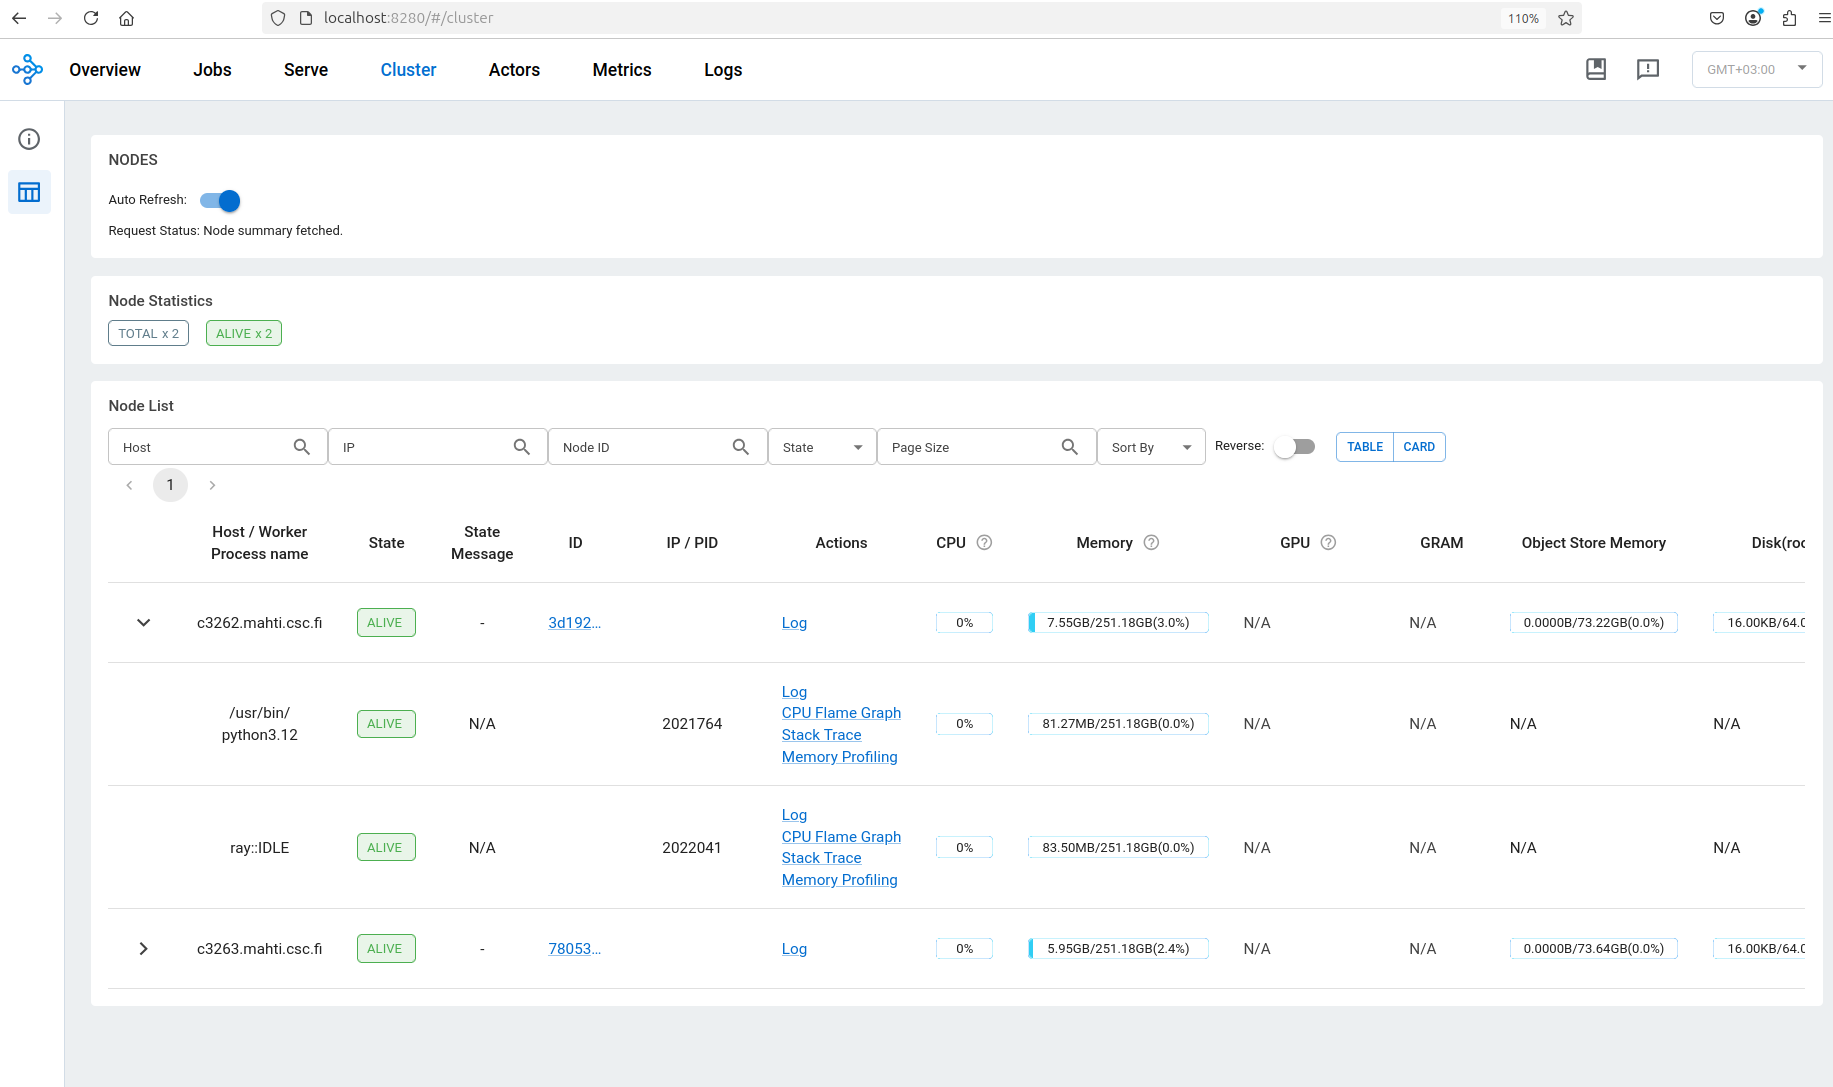 localhost:8280/#/cluster
110%
Overview Jobs Serve Cluster Actors Metrics Logs
GMT+03:00
NODES
Auto Refresh:
Request Status: Node summary fetched.
Node Statistics
TOTAL x 2 ALIVE x 2
Node List
Host IP Node ID State Page Size Sort By Reverse: TABLE CARD
1
Host / Worker Process name State State Message ID IP / PID Actions CPU Memory GPU GRAM Object Store Memory Disk(roo
c3262.mahti.csc.fi ALIVE - 3d192... Log 0% 7.55GB/251.18GB(3.0%) N/A N/A 0.0000B/73.22GB(0.0%) 16.00KB/64.0
/usr/bin/
python3.12
ALIVE N/A 2021764
Log
CPU Flame Graph
Stack Trace
Memory Profiling
0% 81.27MB/251.18GB(0.0%) N/A N/A N/A N/A
ray::IDLE ALIVE N/A 2022041
Log
CPU Flame Graph
Stack Trace
Memory Profiling
0% 83.50MB/251.18GB(0.0%) N/A N/A N/A N/A
c3263.mahti.csc.fi ALIVE - 78053... Log 0% 5.95GB/251.18GB(2.4%) N/A N/A 0.0000B/73.64GB(0.0%) 16.00KB/64.0